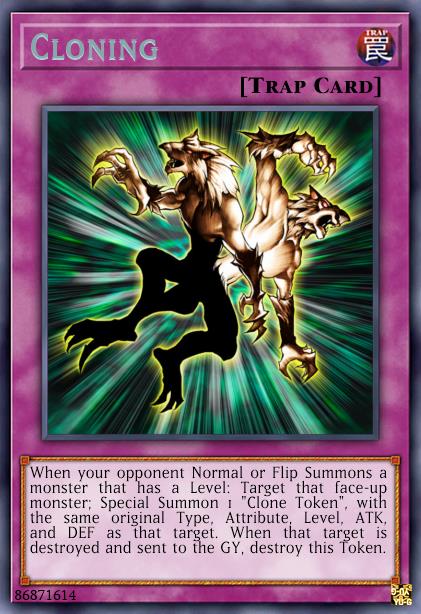 Cloning
TRAP
罠
[Trap Card]
When your opponent Normal or Flip Summons a
monster that has a Level: Target that face-up
monster; Special Summon 1 "Clone Token", with
the same original Type, Attribute, Level, ATK,
and DEF as that target. When that target is
destroyed and sent to the GY, destroy this Token.
86871614